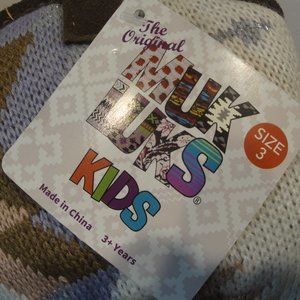 The
Original
MUK
LUKS®
KIDS
SIZE
3
Made in China
3+ Years